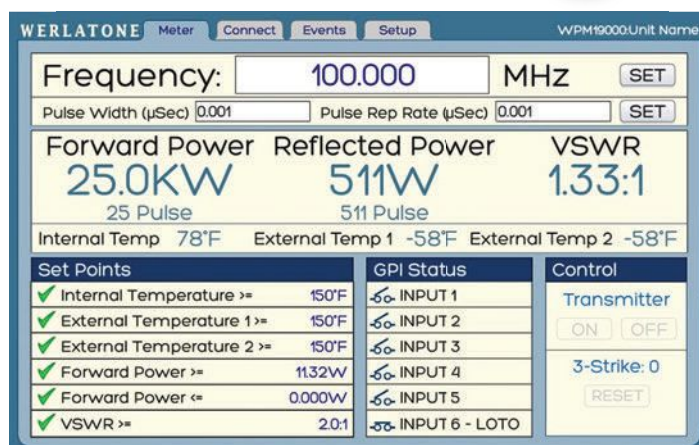 WERLATONE Meter Connect Events Setup WPM19000:Unit Name
Frequency: 100.000 MHz SET
Pulse Width (µSec) 0.001 Pulse Rep Rate (µSec) 0.001 SET
Forward Power Reflected Power VSWR
25.0KW 511W 1.33:1
25 Pulse 511 Pulse
Internal Temp 78°F External Temp 1 -58°F External Temp 2 -58°F
Set Points GPI Status Control
Internal Temperature >= 150°F INPUT 1 Transmitter
External Temperature 1 >= 150°F INPUT 2 ON OFF
External Temperature 2 >= 150°F INPUT 3
Forward Power >= 11.32W INPUT 4 3-Strike: 0
Forward Power <= 0.000W INPUT 5 RESET
VSWR >= 2.0:1 INPUT 6 - LOTO